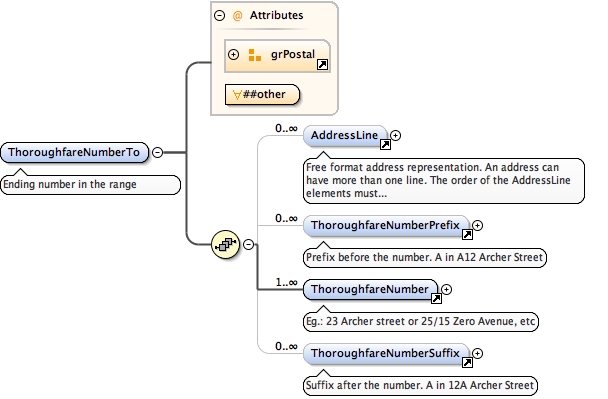 Attributes
grPostal
##other
ThoroughfareNumberTo
Ending number in the range
0..∞
AddressLine
Free format address representation. An address can
have more than one line. The order of the AddressLine
elements must...
0..∞
ThoroughfareNumberPrefix
Prefix before the number. A in A12 Archer Street
1..∞
ThoroughfareNumber
Eg.: 23 Archer street or 25/15 Zero Avenue, etc
0..∞
ThoroughfareNumberSuffix
Suffix after the number. A in 12A Archer Street